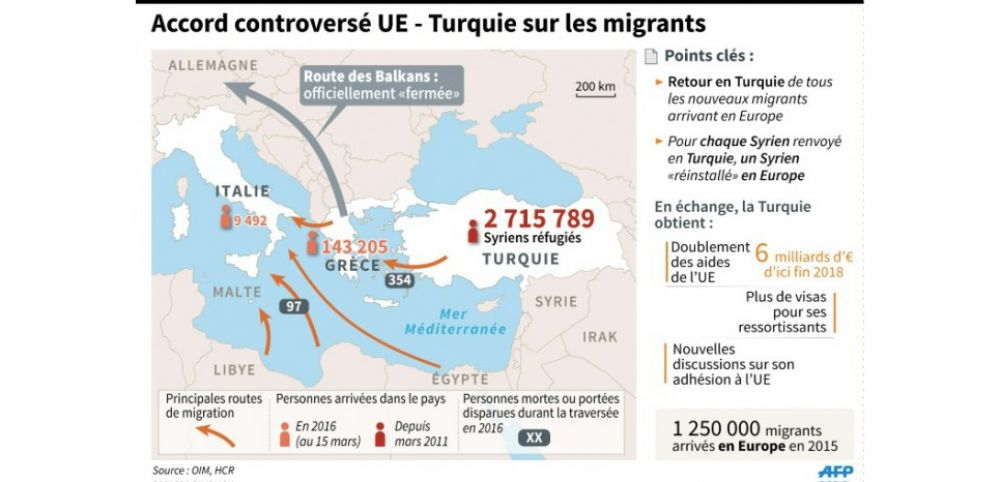 Accord controversé UE - Turquie sur les migrants
ALLEMAGNE
Route des Balkans :
officiellement «fermée»
200 km
ITALIE
9 492
143 205
GRÈCE
2 715 789
Syriens réfugiés
TURQUIE
354
MALTE
97
Mer
Méditerranée
SYRIE
IRAK
LIBYE
ÉGYPTE
Principales routes
de migration
Personnes arrivées dans le pays
En 2016
(au 15 mars)
Depuis
mars 2011
Personnes mortes ou portées
disparues durant la traversée
en 2016
XX
Source : OIM, HCR
Points clés :
Retour en Turquie de tous
les nouveaux migrants
arrivant en Europe
Pour chaque Syrien renvoyé
en Turquie, un Syrien
«réinstallé» en Europe
En échange, la Turquie
obtient :
Doublement
des aides
de l'UE
6 milliards d'€
d'ici fin 2018
Plus de visas
pour ses
ressortissants
Nouvelles
discussions sur son
adhésion à l'UE
1 250 000 migrants
arrivés en Europe en 2015
AFP